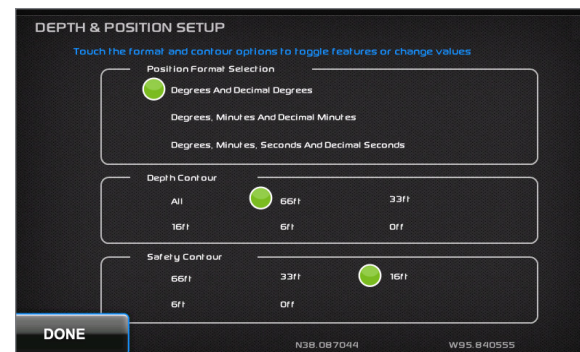 DEPTH & POSITION SETUP
Touch the format and contour options to toggle features or change values
Position Format Selection
Degrees And Decimal Degrees
Degrees, Minutes And Decimal Minutes
Degrees, Minutes, Seconds And Decimal Seconds
Depth Contour
All 66ft 33ft
16ft 6ft Off
Safety Contour
66ft 33ft 16ft
6ft Off
DONE
N38.087044 W95.840555